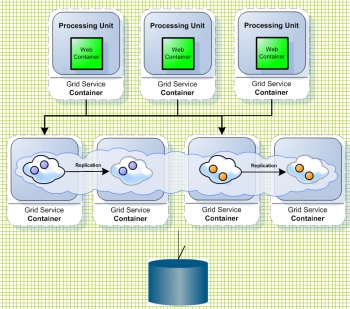 Processing Unit
Processing Unit
Processing Unit
Web
Container
Web
Container
Web
Container
Grid Service
Container
Grid Service
Container
Grid Service
Container
Replication
Replication
Grid Service
Container
Grid Service
Container
Grid Service
Container
Grid Service
Container